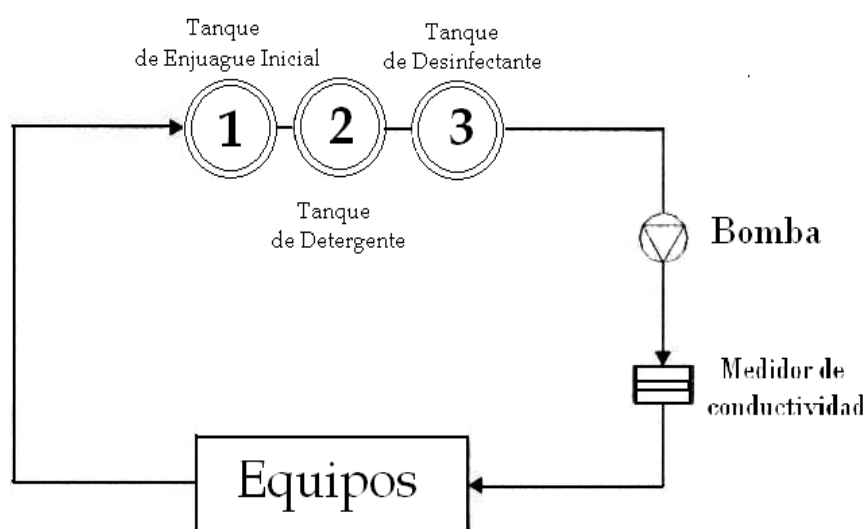 Tanque
de Enjuague Inicial
Tanque
de Desinfectante
1
2
3
Tanque
de Detergente
Bomba
Medidor de
conductividad
Equipos